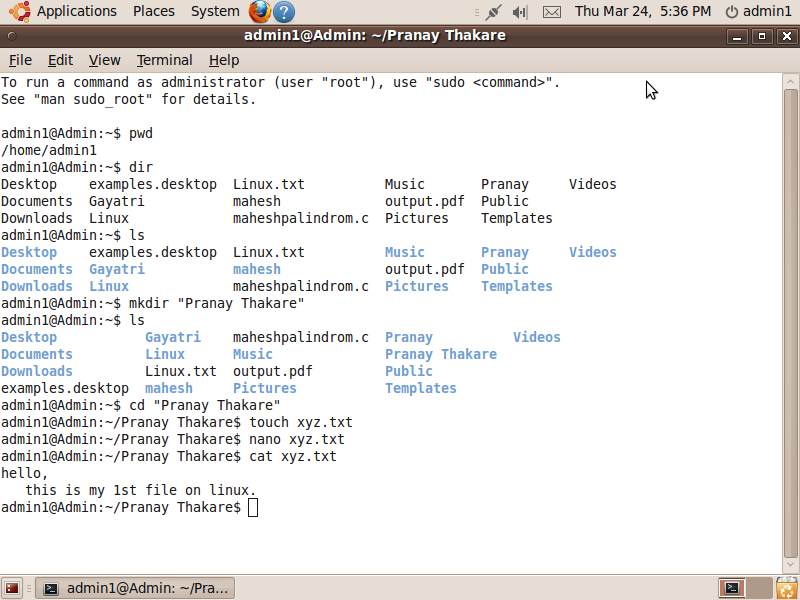 Applications Places System Thu Mar 24, 5:36 PM admin1
admin1@Admin: ~/Pranay Thakare
File Edit View Terminal Help
To run a command as administrator (user "root"), use "sudo <command>".
See "man sudo_root" for details.
admin1@Admin:~$ pwd
/home/admin1
admin1@Admin:~$ dir
Desktop    examples.desktop  Linux.txt          Music       Pranay     Videos
Documents  Gayatri           mahesh             output.pdf  Public
Downloads  Linux             maheshpalindrom.c  Pictures    Templates
admin1@Admin:~$ ls
Desktop    examples.desktop  Linux.txt          Music       Pranay     Videos
Documents  Gayatri           mahesh             output.pdf  Public
Downloads  Linux             maheshpalindrom.c  Pictures    Templates
admin1@Admin:~$ mkdir "Pranay Thakare"
admin1@Admin:~$ ls
Desktop           Gayatri    maheshpalindrom.c  Pranay          Videos
Documents         Linux      Music              Pranay Thakare
Downloads         Linux.txt  output.pdf         Public
examples.desktop  mahesh     Pictures           Templates
admin1@Admin:~$ cd "Pranay Thakare"
admin1@Admin:~/Pranay Thakare$ touch xyz.txt
admin1@Admin:~/Pranay Thakare$ nano xyz.txt
admin1@Admin:~/Pranay Thakare$ cat xyz.txt
hello,
   this is my 1st file on linux.
admin1@Admin:~/Pranay Thakare$
admin1@Admin: ~/Pra...